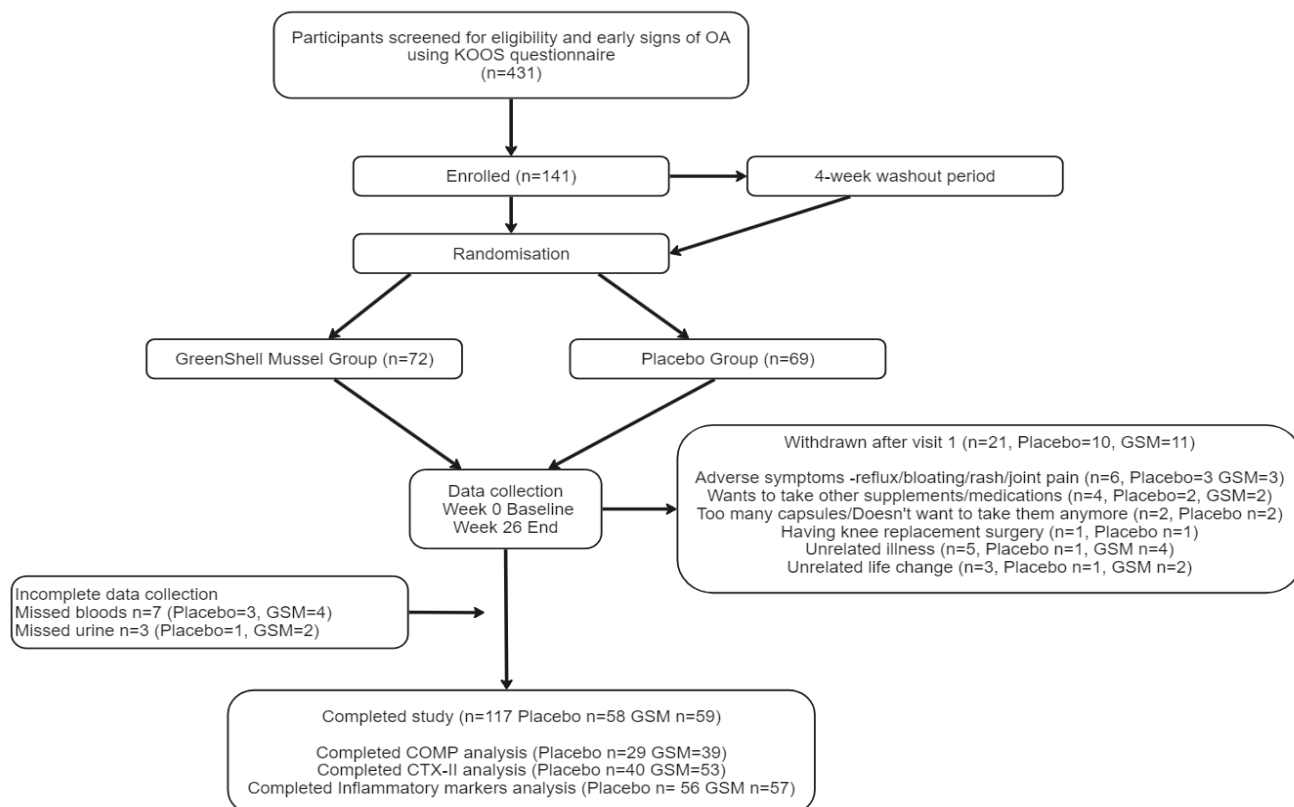 Participants screened for eligibility and early signs of OA
using KOOS questionnaire
(n=431)
Enrolled (n=141)
4-week washout period
Randomisation
GreenShell Mussel Group (n=72)
Placebo Group (n=69)
Data collection
Week 0 Baseline
Week 26 End
Withdrawn after visit 1 (n=21, Placebo=10, GSM=11)
Adverse symptoms -reflux/bloating/rash/joint pain (n=6, Placebo=3 GSM=3)
Wants to take other supplements/medications (n=4, Placebo=2, GSM=2)
Too many capsules/Doesn't want to take them anymore (n=2, Placebo n=2)
Having knee replacement surgery (n=1, Placebo n=1)
Unrelated illness (n=5, Placebo n=1, GSM n=4)
Unrelated life change (n=3, Placebo n=1, GSM n=2)
Incomplete data collection
Missed bloods n=7 (Placebo=3, GSM=4)
Missed urine n=3 (Placebo=1, GSM=2)
Completed study (n=117 Placebo n=58 GSM n=59)
Completed COMP analysis (Placebo n=29 GSM=39)
Completed CTX-II analysis (Placebo n=40 GSM=53)
Completed Inflammatory markers analysis (Placebo n= 56 GSM n=57)